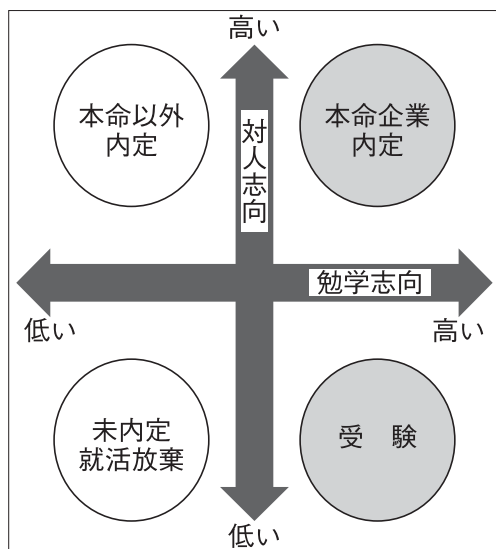 高い
本命以外
内定
対人志向
本命企業
内定
勉学志向
低い
高い
未内定
就活放棄
受　験
低い